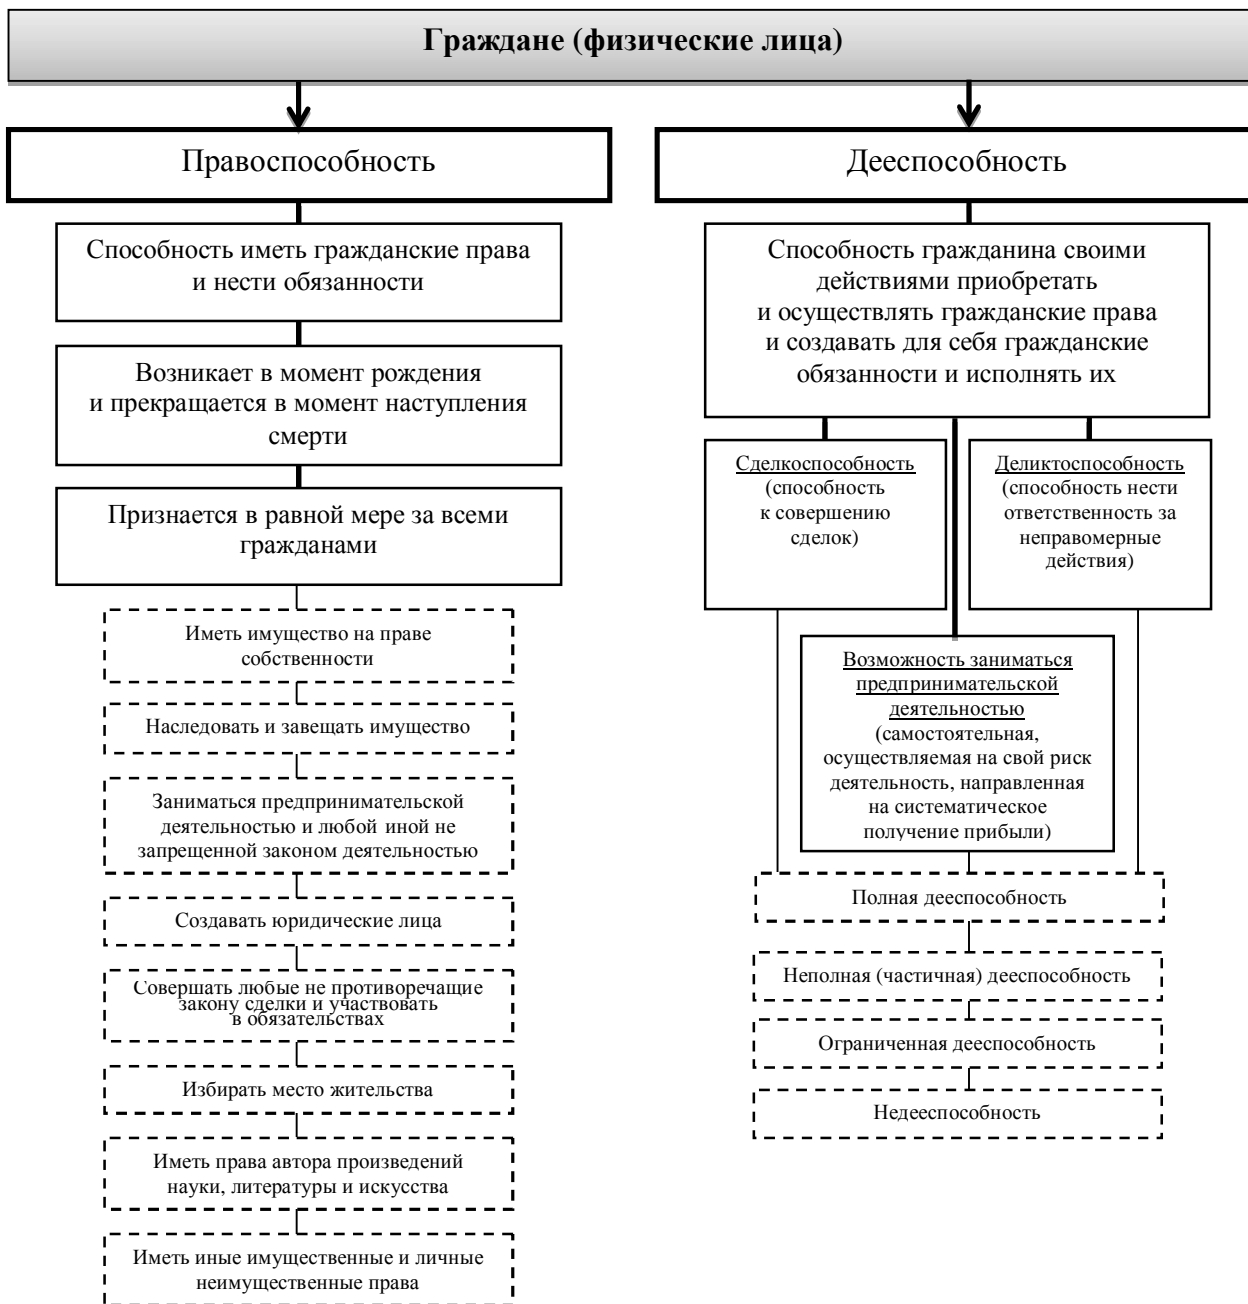 Граждане (физические лица)
Правоспособность
Способность иметь гражданские права
и нести обязанности
Возникает в момент рождения
и прекращается в момент наступления
смерти
Признается в равной мере за всеми
гражданами
Иметь имущество на праве
собственности
Наследовать и завещать имущество
Заниматься предпринимательской
деятельностью и любой иной не
запрещенной законом деятельностью
Создавать юридические лица
Совершать любые не противоречащие
закону сделки и участвовать
в обязательствах
Избирать место жительства
Иметь права автора произведений
науки, литературы и искусства
Иметь иные имущественные и личные
неимущественные права
Дееспособность
Способность гражданина своими
действиями приобретать
и осуществлять гражданские права
и создавать для себя гражданские
обязанности и исполнять их
Сделкоспособность
(способность
к совершению
сделок)
Деликтоспособность
(способность нести
ответственность за
неправомерные
действия)
Возможность заниматься
предпринимательской
деятельностью
(самостоятельная,
осуществляемая на свой риск
деятельность, направленная
на систематическое
получение прибыли)
Полная дееспособность
Неполная (частичная) дееспособность
Ограниченная дееспособность
Недееспособность